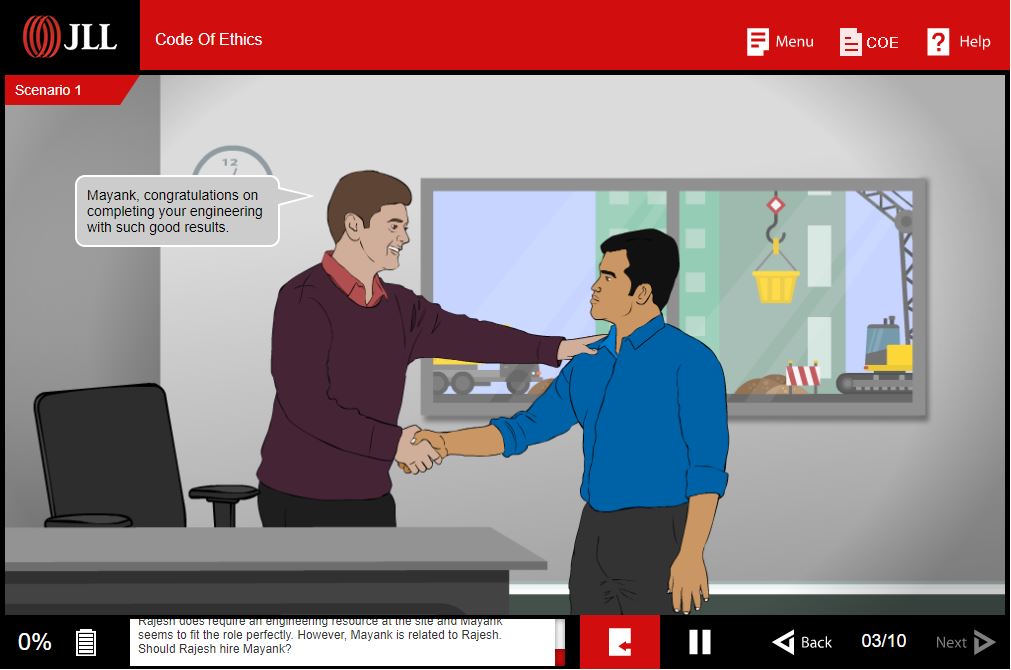 JLL
Code Of Ethics
Menu
COE
? Help
Scenario 1
12
Mayank, congratulations on
completing your engineering
with such good results.
Rajesh does require an engineering resource at the site and Mayank
seems to fit the role perfectly. However, Mayank is related to Rajesh.
Should Rajesh hire Mayank?
0%
Back
03/10
Next